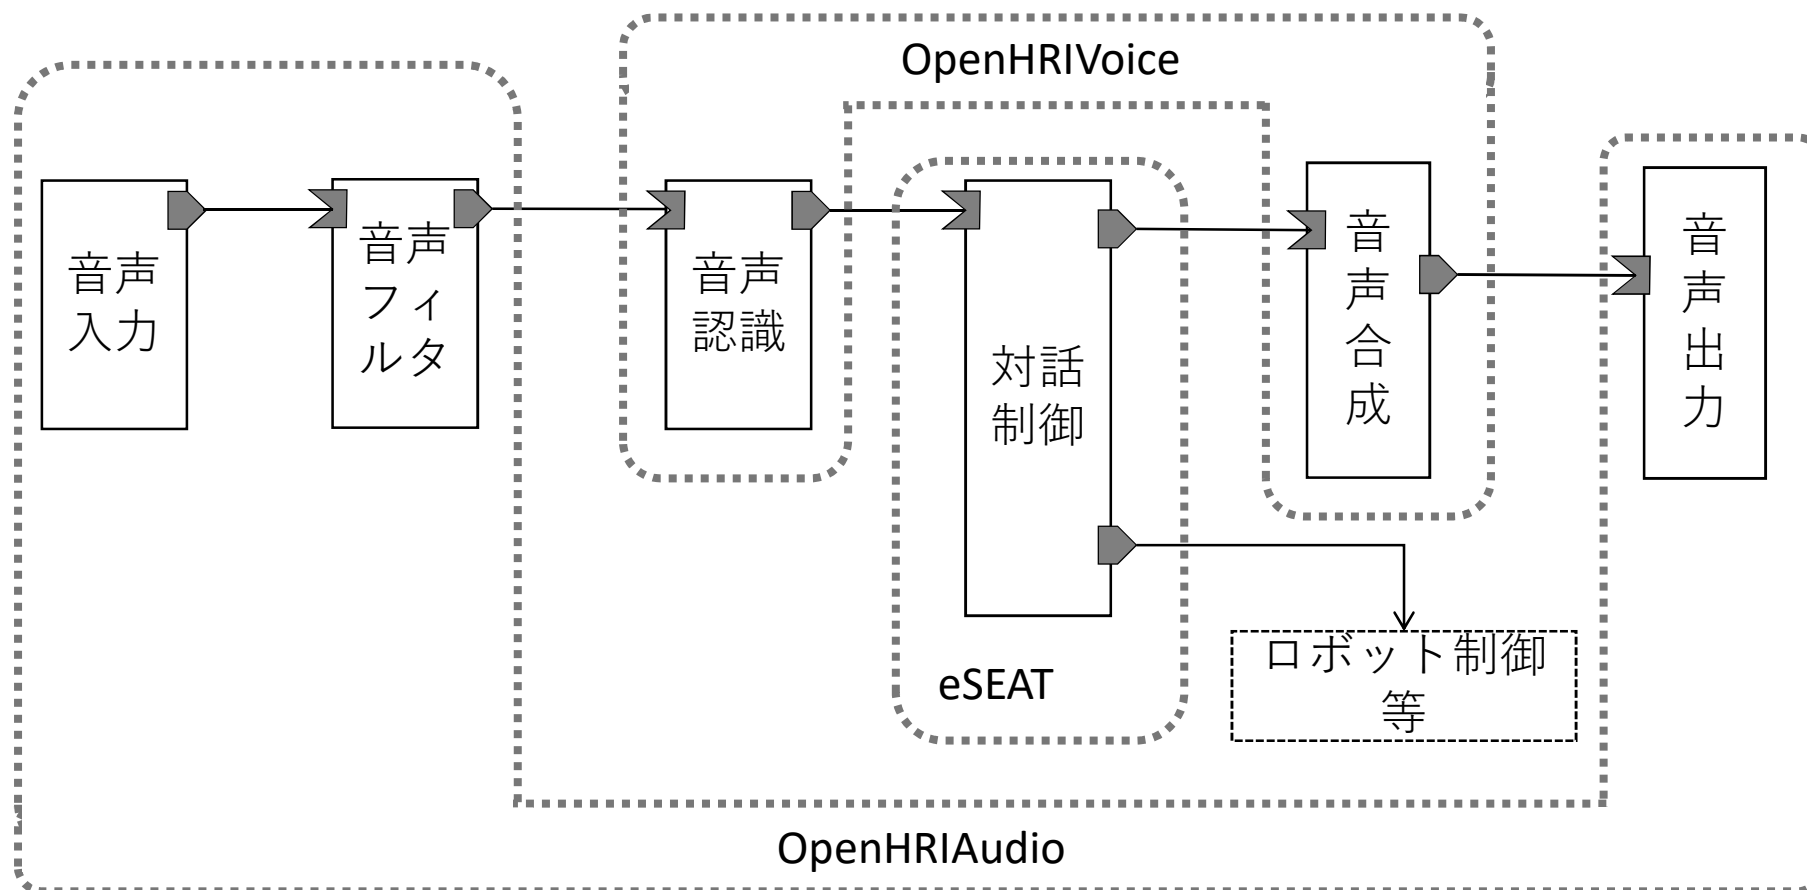 OpenHRIVoice
音声
入力
音声
フィ
ルタ
音声
認識
対話
制御
音
声
合
成
音
声
出
力
eSEAT
ロボット制御
等
OpenHRIAudio